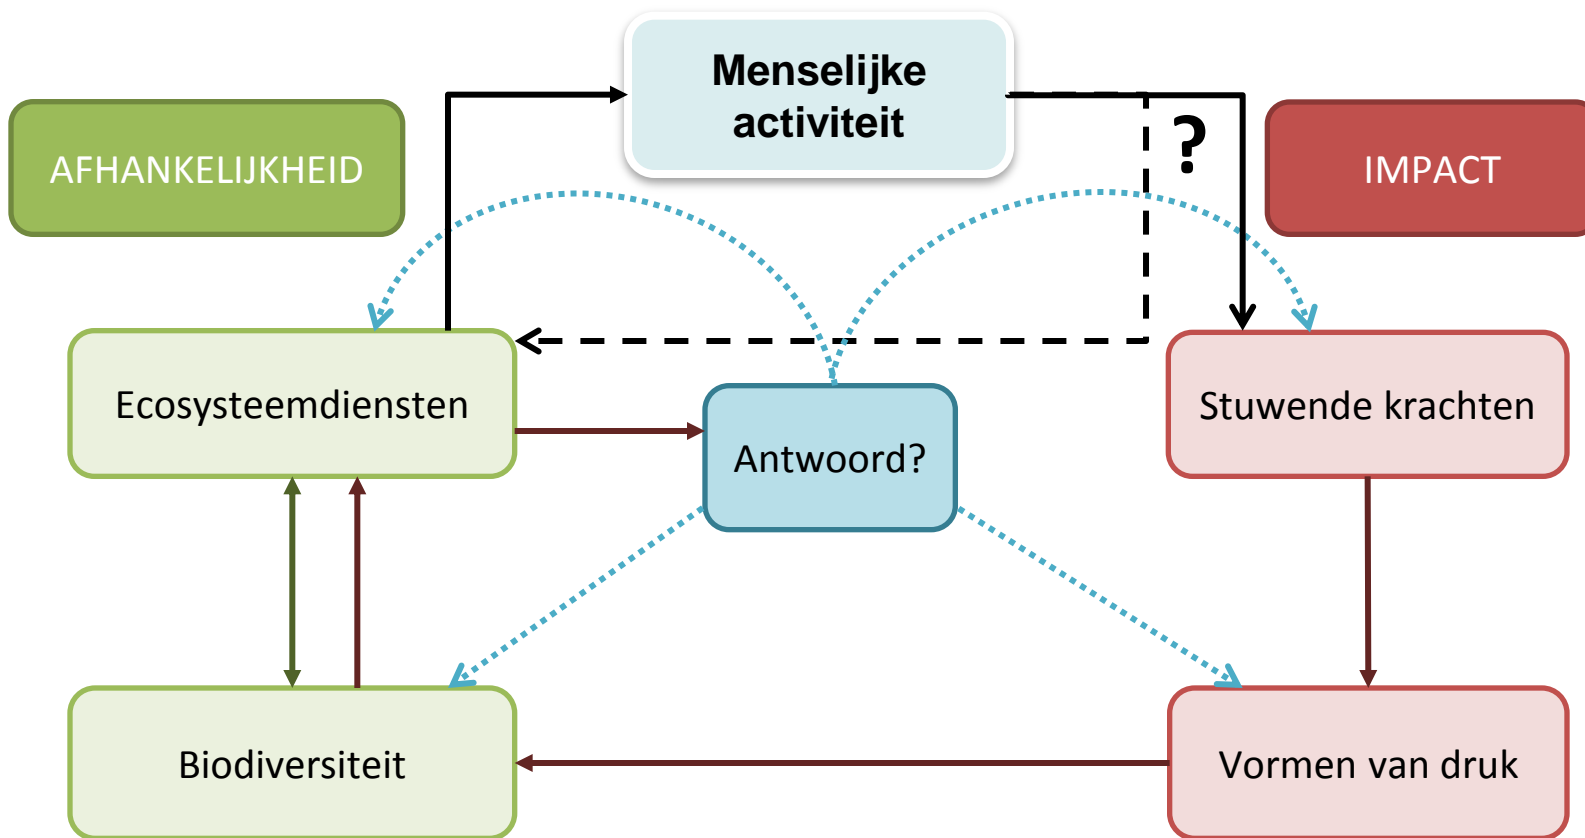 Menselijke
activiteit
AFHANKELIJKHEID
?
IMPACT
Ecosysteemdiensten
Antwoord?
Stuwende krachten
Biodiversiteit
Vormen van druk